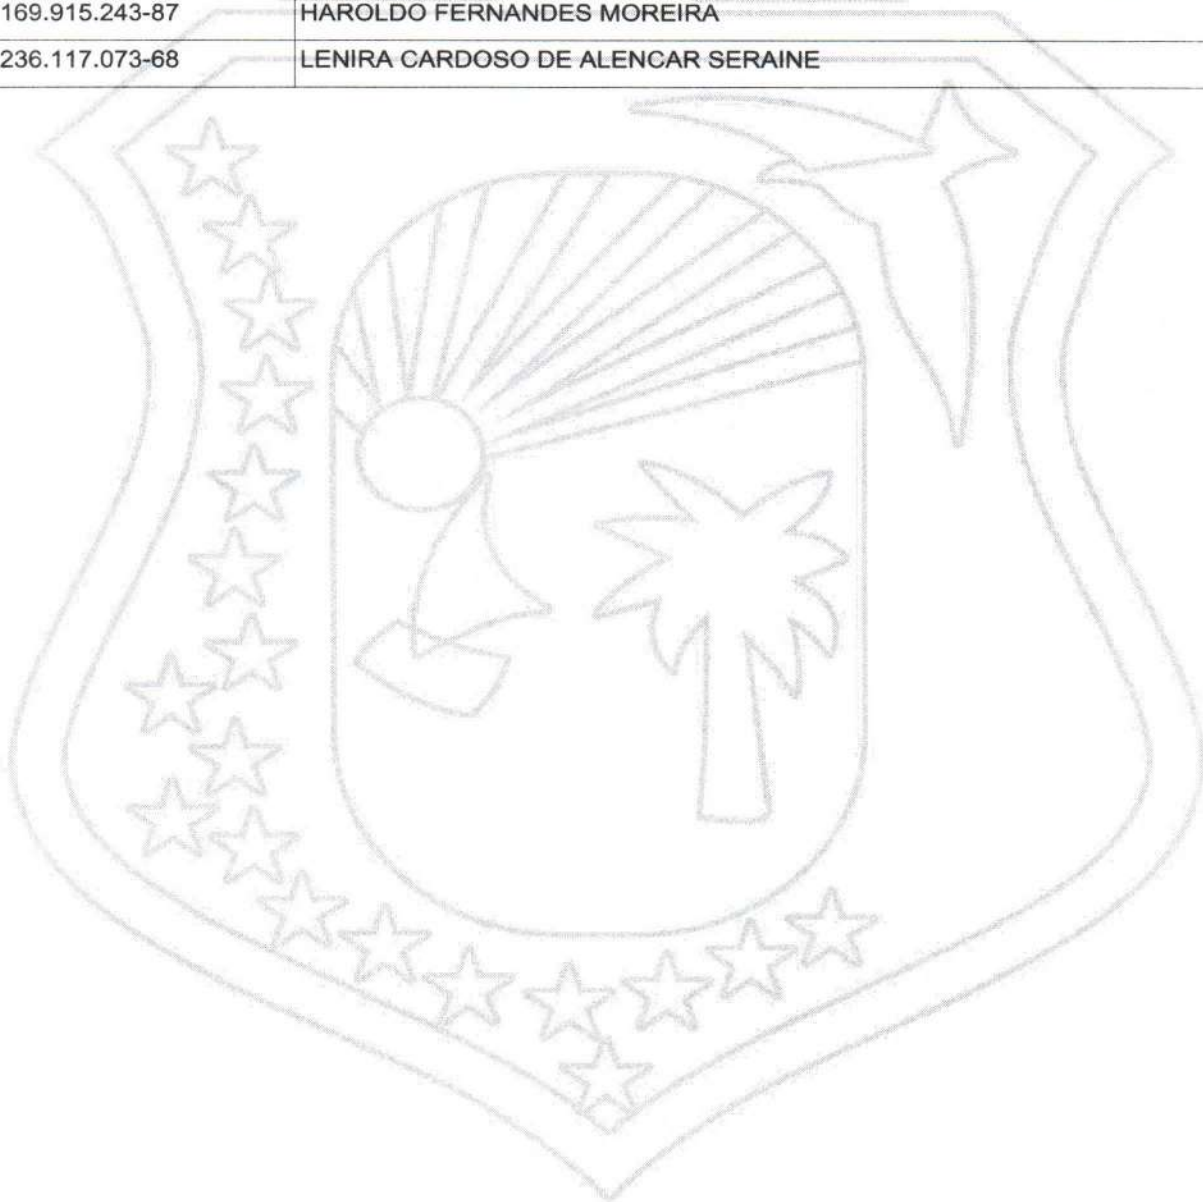 169.915.243-87 HAROLDO FERNANDES MOREIRA
236.117.073-68 LENIRA CARDOSO DE ALENCAR SERAINE